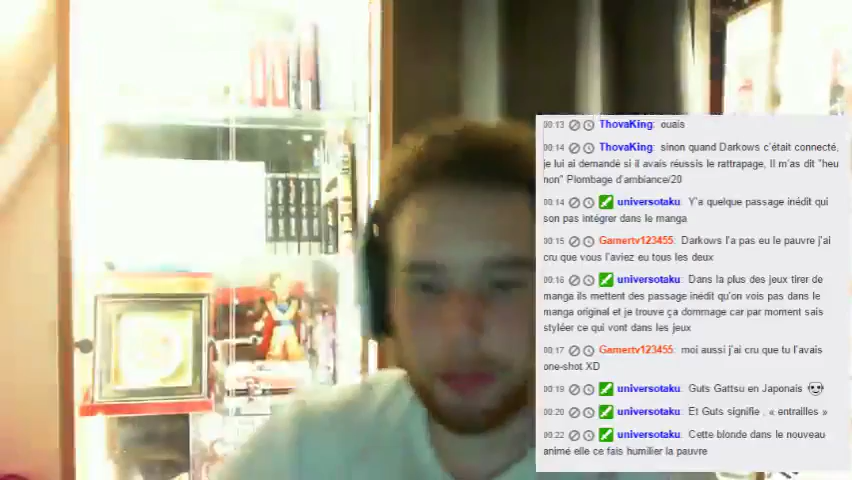 00:13 ThovaKing: ouais
00:14 ThovaKing: sinon quand Darkows c'était connecté,
je lui ai demandé si il avais réussis le rattrapage, Il m'as dit "heu
non" Plombage d'ambiance/20
00:14 universotaku: Y'a quelque passage inédit qui
son pas intégrer dans le manga
00:15 Gamertv123455: Darkows l'a pas eu le pauvre j'ai
cru que vous l'aviez eu tous les deux
00:16 universotaku: Dans la plus des jeux tirer de
manga ils mettent des passage inédit qu'on vois pas dans le
manga original et je trouve ça dommage car par moment sais
styléer ce qui vont dans les jeux
00:17 Gamertv123455: moi aussi j'ai cru que tu l'avais
one-shot XD
00:19 universotaku: Guts Gattsu en Japonais
00:20 universotaku: Et Guts signifie , « entrailles »
00:22 universotaku: Cette blonde dans le nouveau
animé elle ce fais humilier la pauvre